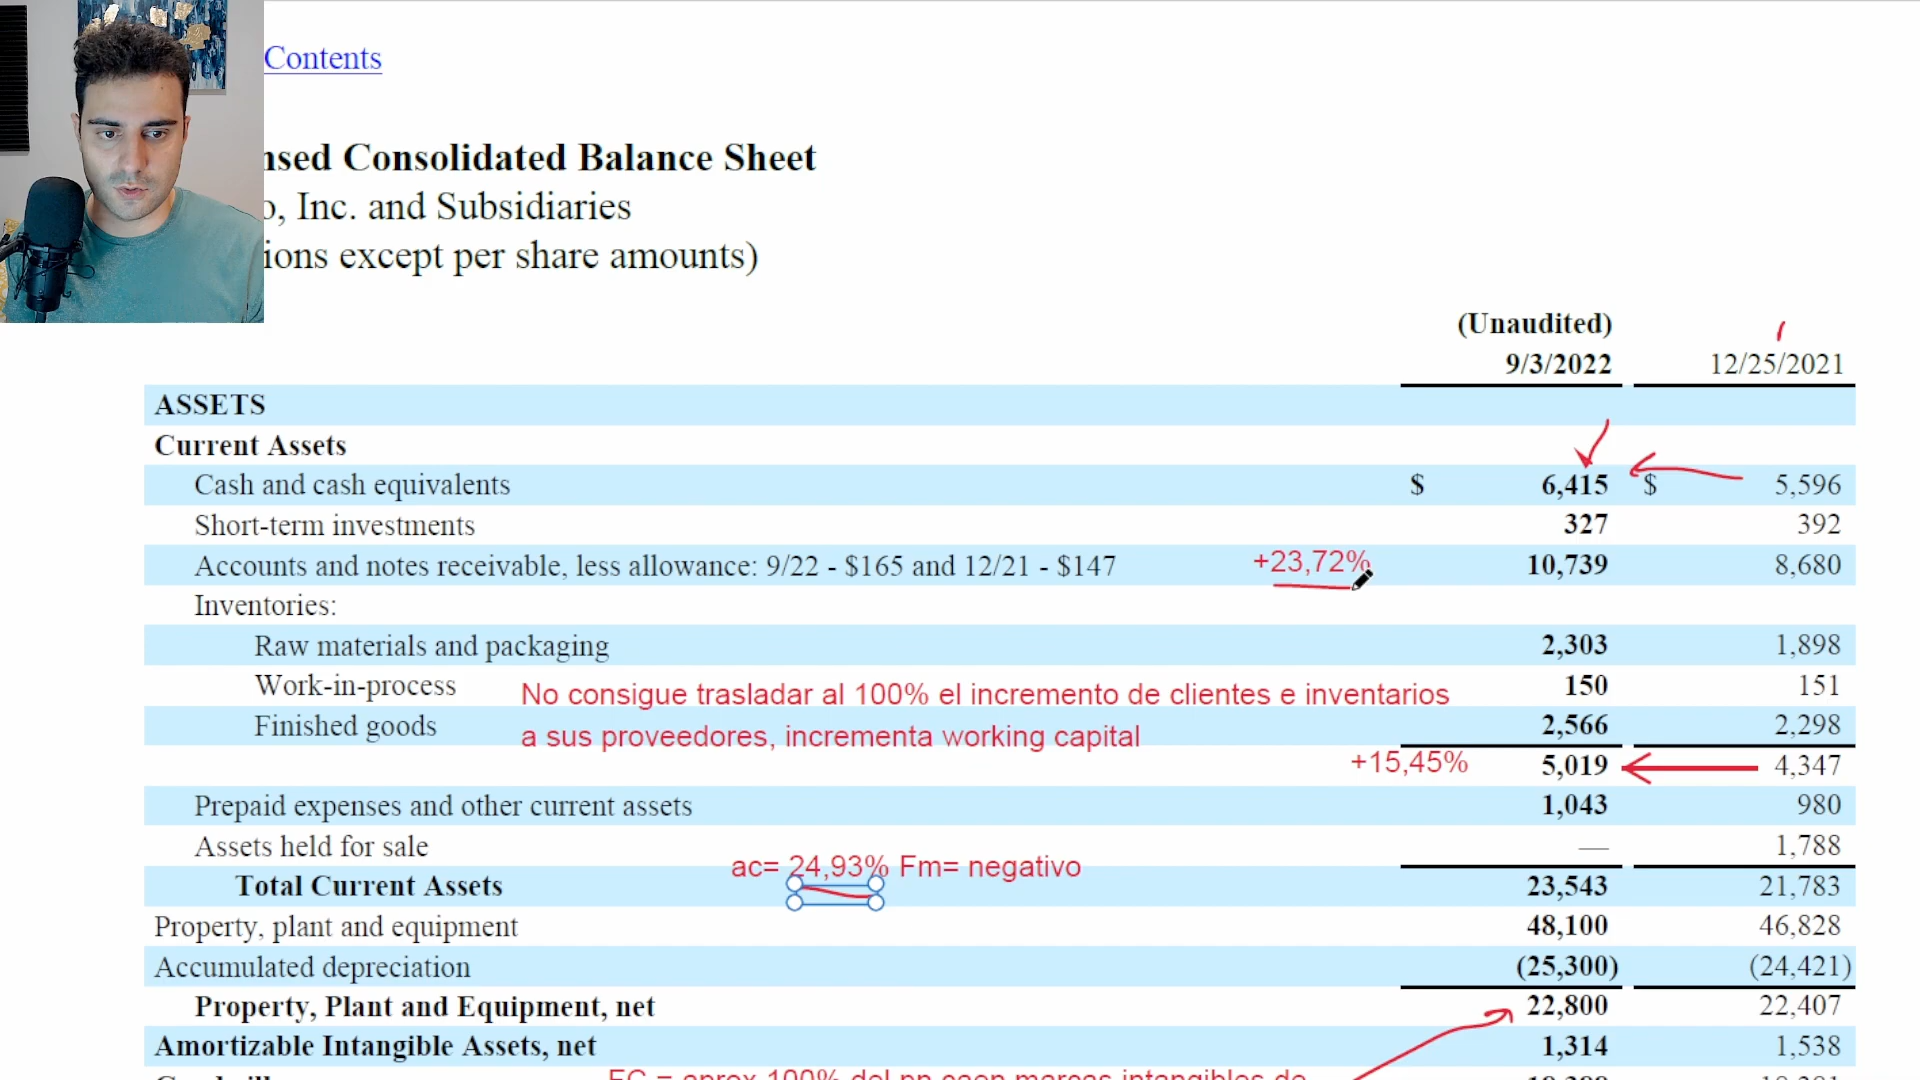 Contents
nsed Consolidated Balance Sheet
o, Inc. and Subsidiaries
ions except per share amounts)
(Unaudited)
9/3/2022 12/25/2021
ASSETS
Current Assets
Cash and cash equivalents $ 6,415 $ 5,596
Short-term investments 327 392
Accounts and notes receivable, less allowance: 9/22 - $165 and 12/21 - $147 +23,72% 10,739 8,680
Inventories:
Raw materials and packaging 2,303 1,898
Work-in-process 150 151
No consigue trasladar al 100% el incremento de clientes e inventarios
Finished goods 2,566 2,298
a sus proveedores, incrementa working capital
+15,45% 5,019 4,347
Prepaid expenses and other current assets 1,043 980
Assets held for sale — 1,788
ac= 24,93% Fm= negativo
Total Current Assets 23,543 21,783
Property, plant and equipment 48,100 46,828
Accumulated depreciation (25,300) (24,421)
Property, Plant and Equipment, net 22,800 22,407
Amortizable Intangible Assets, net 1,314 1,538